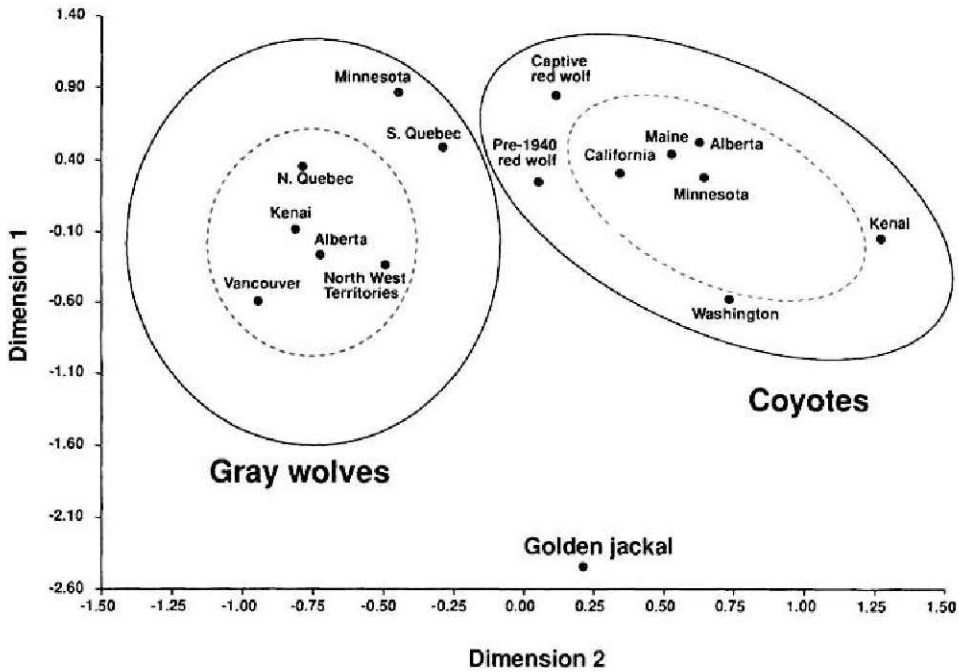 1.40
0.90
0.40
-0.10
-0.60
-1.10
-1.60
-2.10
-2.60
Dimension 1
Minnesota
S. Quebec
N. Quebec
Kenai
Alberta
Vancouver
North West
Territories
Gray wolves
Captive
red wolf
Pre-1940
red wolf
Maine
Alberta
California
Minnesota
Kenai
Washington
Coyotes
Golden jackal
-1.50
-1.00
-0.75
-0.50
-0.25
0.00
0.25
0.50
0.75
1.00
1.25
1.50
Dimension 2